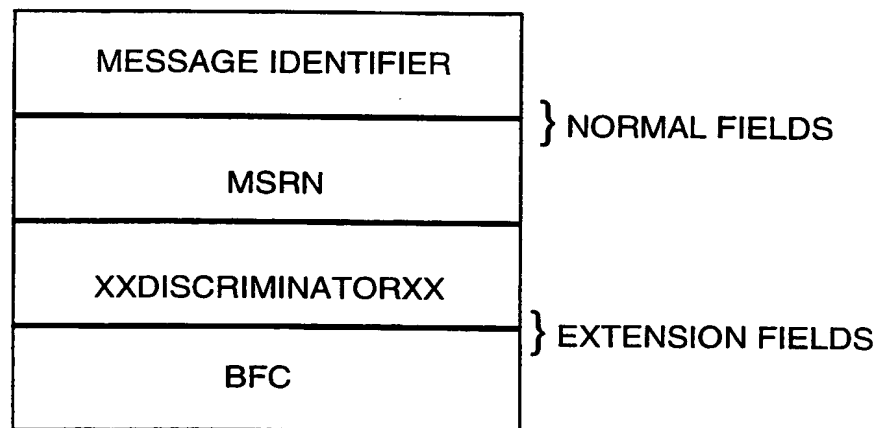 MESSAGE IDENTIFIER
} NORMAL FIELDS
MSRN
XXDISCRIMINATORXX
} EXTENSION FIELDS
BFC